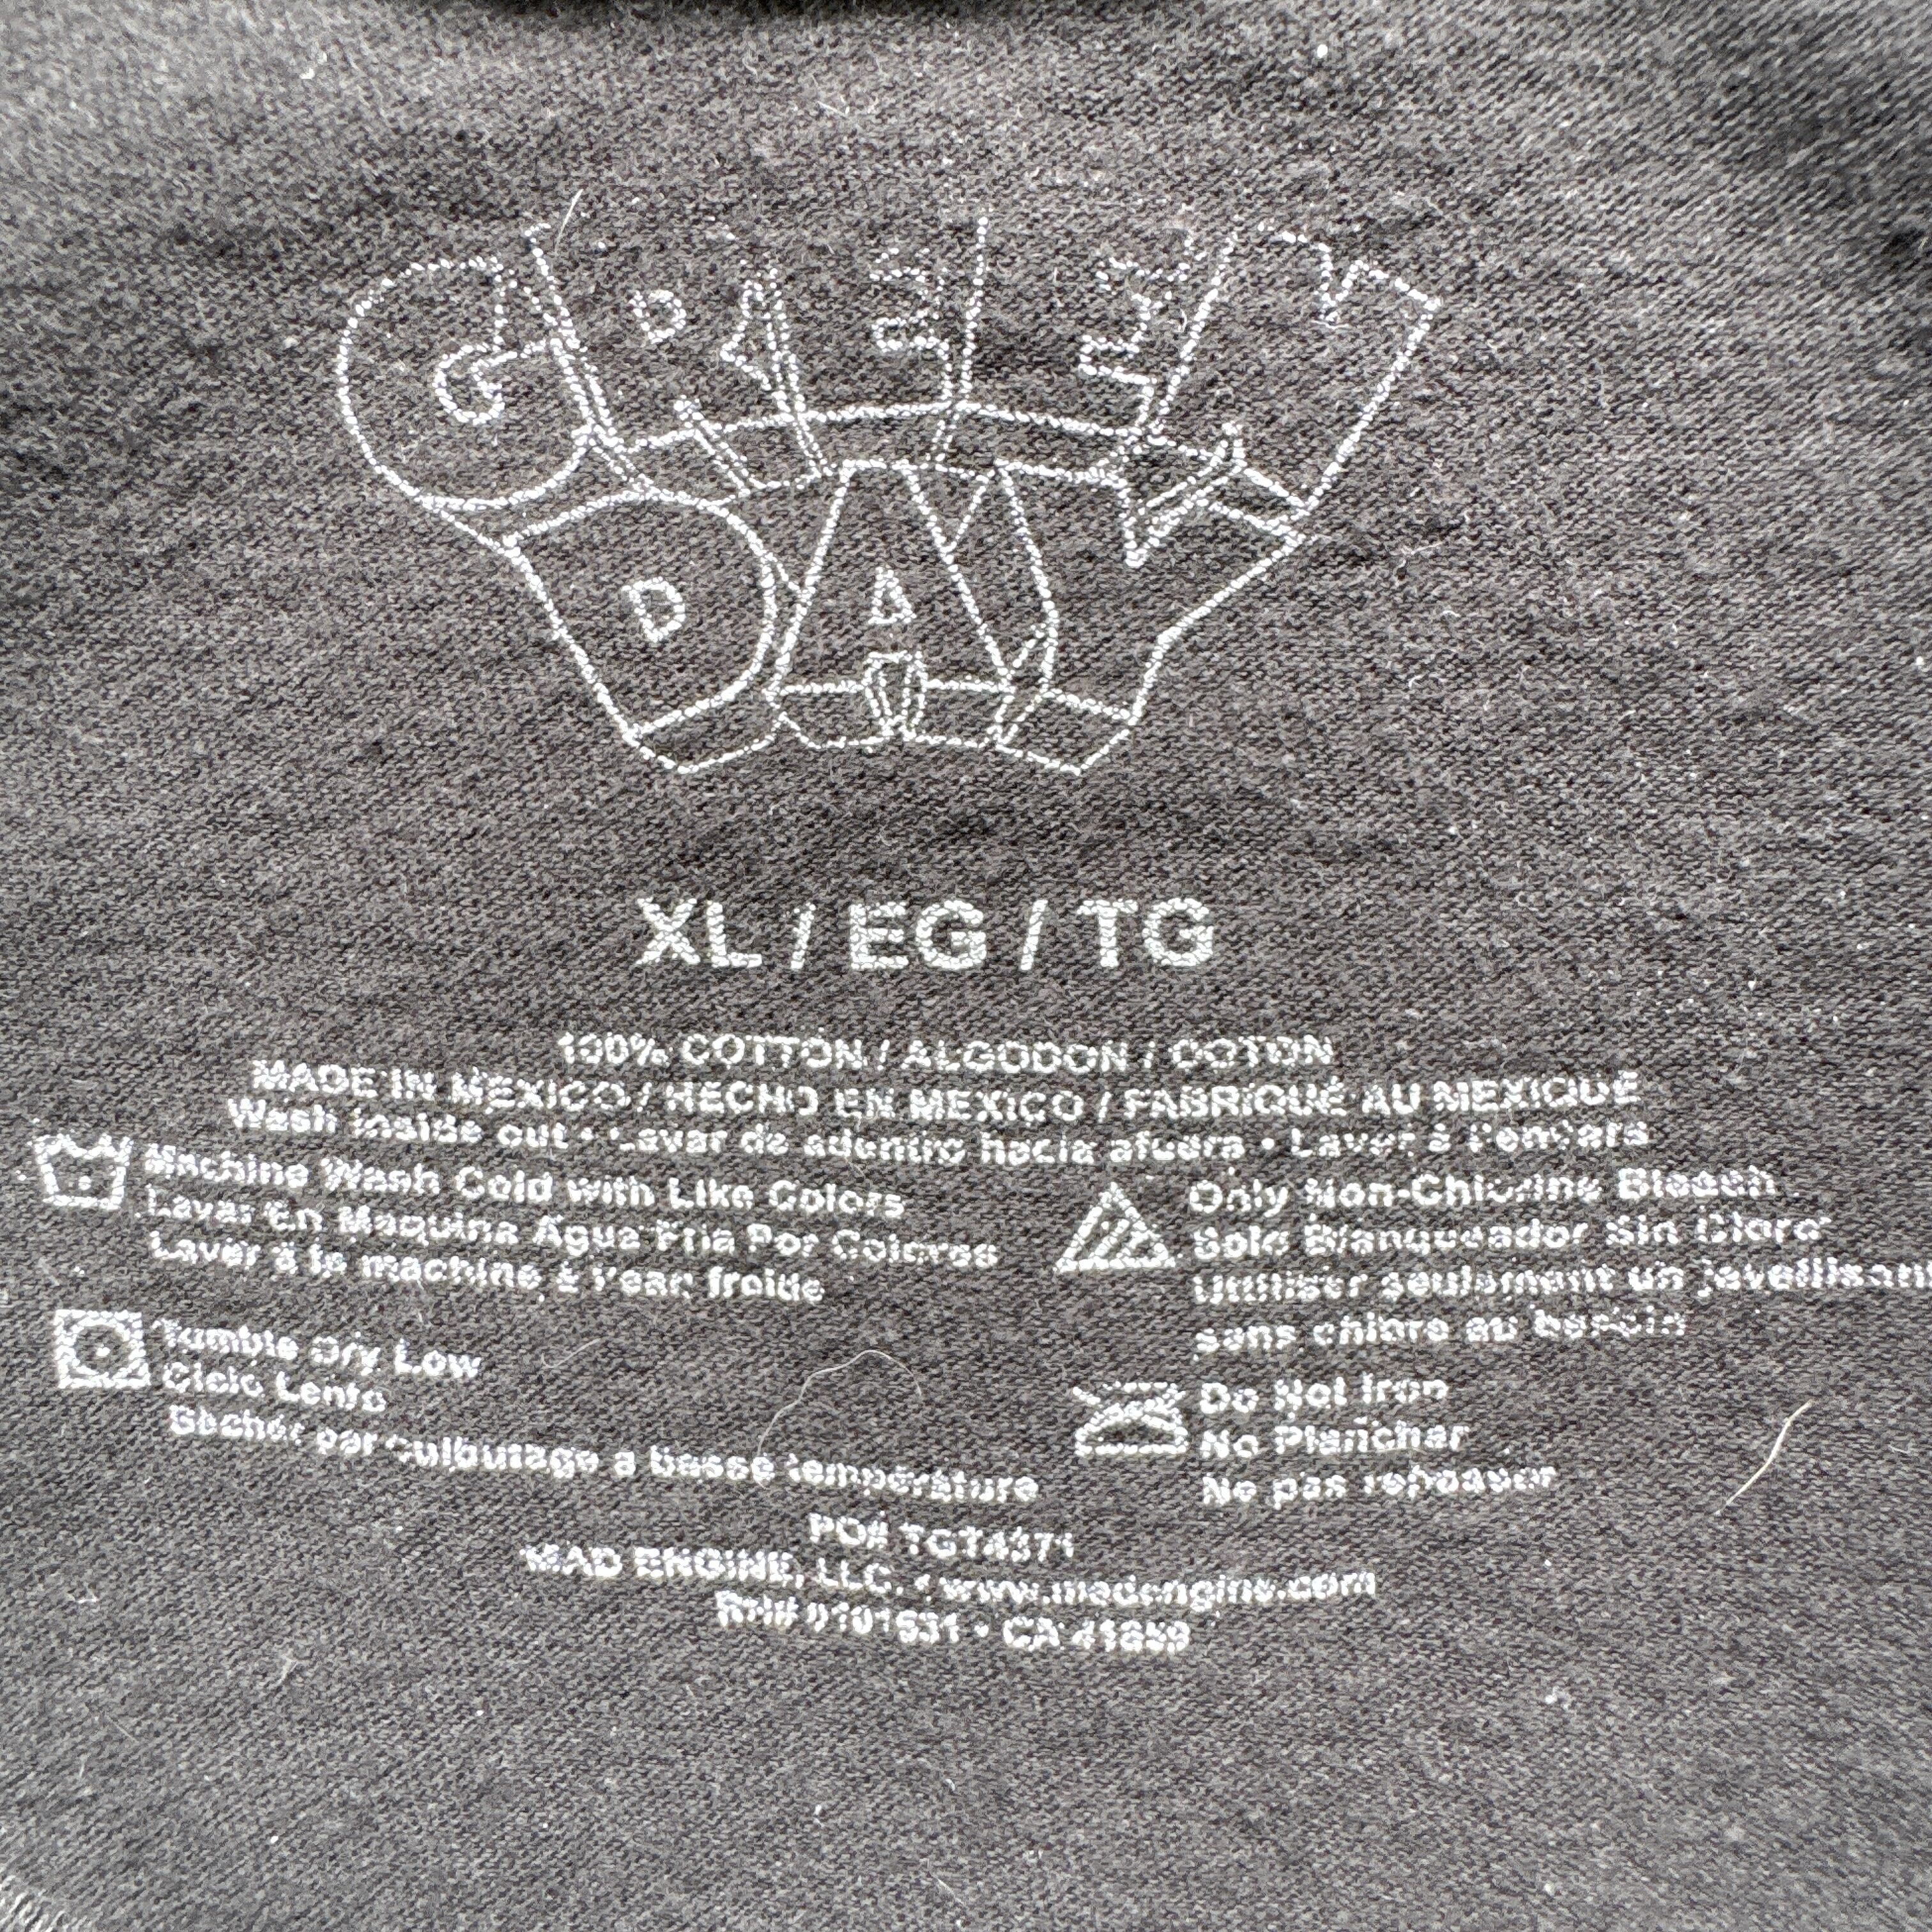 GREEN
DAY
XL / EG / TG
100% COTTON / ALGODON / COTON
MADE IN MEXICO / HECHO EN MEXICO / FABRIQUÉ AU MEXIQUE
Wash inside out • Lavar de adentro hacia afuera • Laver à l'envers
Machine Wash Cold with Like Colors
Lavar En Maquina Agua Fria Por Colores
Laver à la machine à l'eau froide
Only Non-Chlorine Bleach
Solo Blanqueador Sin Cloro
Utiliser seulement un javellisant
sans chlore au besoin
Tumble Dry Low
Ciclo Lento
Sécher par culbutage a basse température
Do Not Iron
No Planchar
Ne pas repasser
PO# TGT4371
MAD ENGINE, LLC. / www.madengine.com
RN# 101631 • CA